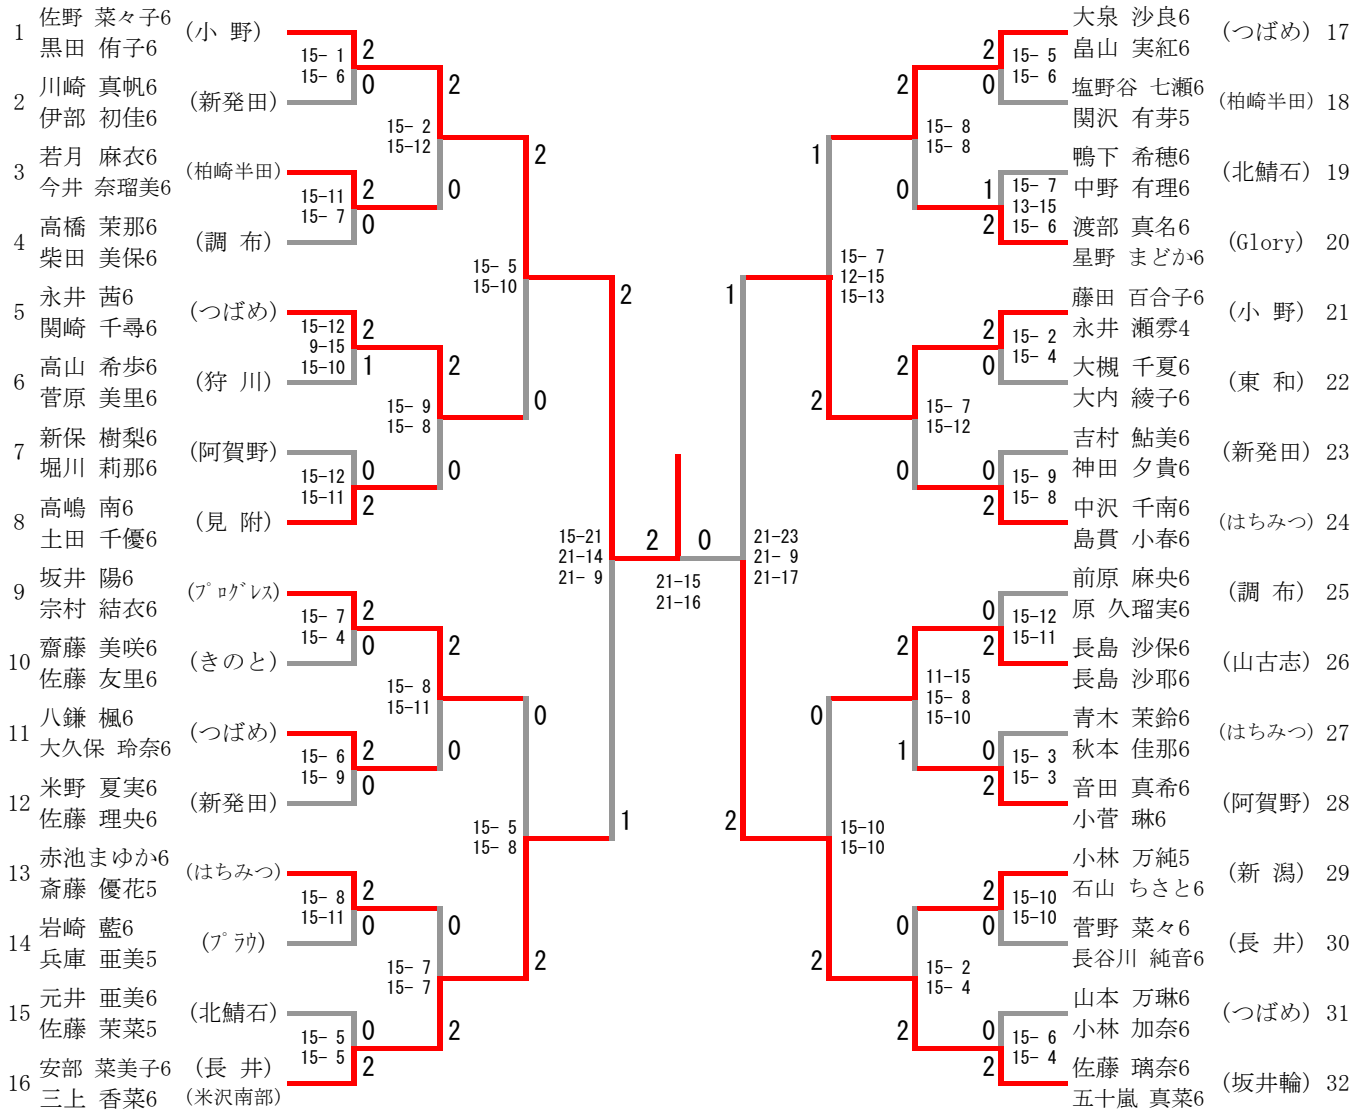 1 佐野 菜々子6 (小 野)
黒田 侑子6
2 川崎 真帆6 (新発田)
伊部 初佳6
3 若月 麻衣6 (柏崎半田)
今井 奈瑠美6
4 高橋 茉那6 (調 布)
柴田 美保6
5 永井 茜6 (つばめ)
関崎 千尋6
6 高山 希歩6 (狩 川)
菅原 美里6
7 新保 樹梨6 (阿賀野)
堀川 莉那6
8 高嶋 南6 (見 附)
土田 千優6
9 坂井 陽6 (プログレス)
宗村 結衣6
10 齋藤 美咲6 (きのと)
佐藤 友里6
11 八鎌 楓6 (つばめ)
大久保 玲奈6
12 米野 夏実6 (新発田)
佐藤 理央6
13 赤池まゆか6 (はちみつ)
斎藤 優花5
14 岩崎 藍6 (プラウ)
兵庫 亜美5
15 元井 亜美6 (北鯖石)
佐藤 茉菜5
16 安部 菜美子6 (長 井)
三上 香菜6 (米沢南部)
15- 1 2
15- 6 0
15-11 2
15- 7 0
15-12 2
9-15
15-10 1
15-12 0
15-11 2
15- 7 2
15- 4 0
15- 6 2
15- 9 0
15- 8 2
15-11 0
15- 5 0
15- 5 2
2
15- 2
15-12
0
2
15- 9
15- 8
0
2
15- 8
15-11
0
0
15- 7
15- 7
2
2
15- 5
15-10
0
0
15- 5
15- 8
2
2
15-21
21-14
21- 9
1
2 0
21-15
21-16
1
21-23
21- 9
21-17
2
1
15- 7
12-15
15-13
2
0
15-10
15-10
2
2
15- 8
15- 8
0
2
15- 7
15-12
0
2
11-15
15- 8
15-10
1
0
15- 2
15- 4
2
2 15- 5
0 15- 6
1 15- 7
13-15
2 15- 6
2 15- 2
0 15- 4
0 15- 9
2 15- 8
0 15-12
2 15-11
0 15- 3
2 15- 3
2 15-10
0 15-10
0 15- 6
2 15- 4
大泉 沙良6 (つばめ) 17
畠山 実紅6
塩野谷 七瀬6 (柏崎半田) 18
関沢 有芽5
鴨下 希穂6 (北鯖石) 19
中野 有理6
渡部 真名6 (Glory) 20
星野 まどか6
藤田 百合子6 (小 野) 21
永井 瀬雰4
大槻 千夏6 (東 和) 22
大内 綾子6
吉村 鮎美6 (新発田) 23
神田 夕貴6
中沢 千南6 (はちみつ) 24
島貫 小春6
前原 麻央6 (調 布) 25
原 久瑠実6
長島 沙保6 (山古志) 26
長島 沙耶6
青木 茉鈴6 (はちみつ) 27
秋本 佳那6
音田 真希6 (阿賀野) 28
小菅 琳6
小林 万純5 (新 潟) 29
石山 ちさと6
菅野 菜々6 (長 井) 30
長谷川 純音6
山本 万琳6 (つばめ) 31
小林 加奈6
佐藤 璃奈6 (坂井輪) 32
五十嵐 真菜6